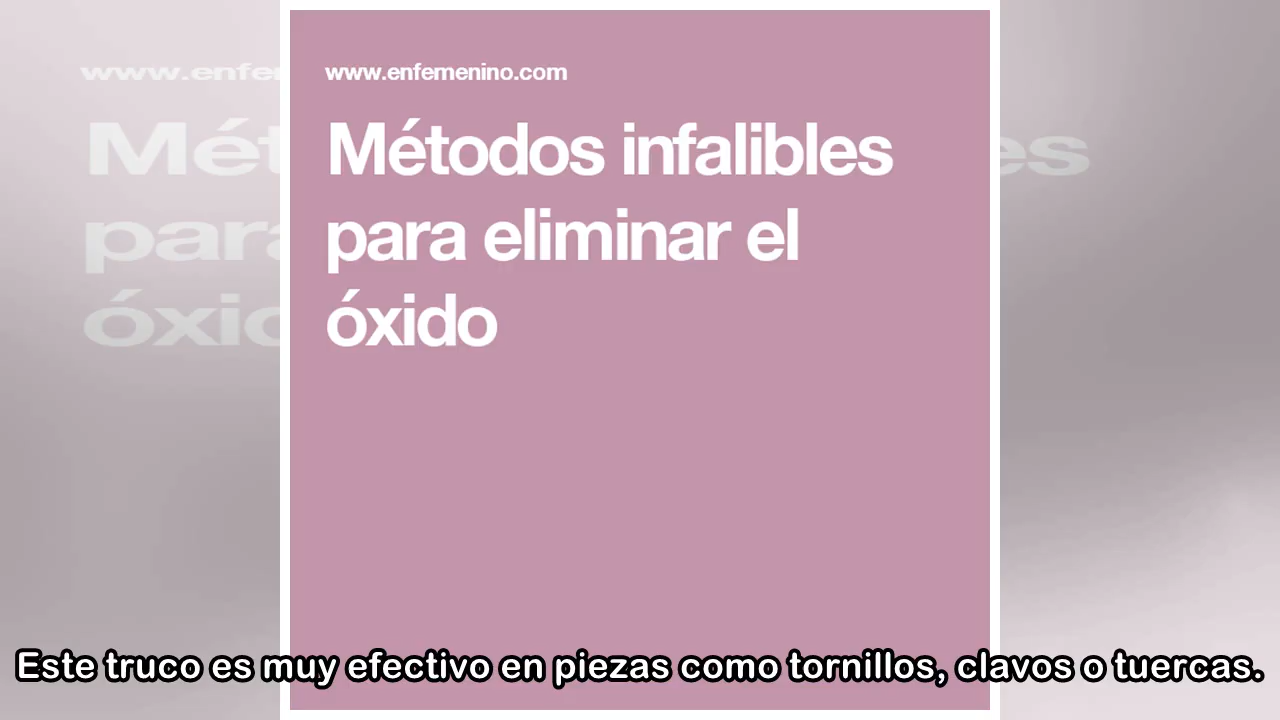 www.enfemenino.com
Métodos infalibles
para eliminar el
óxido
Este truco es muy efectivo en piezas como tornillos, clavos o tuercas.